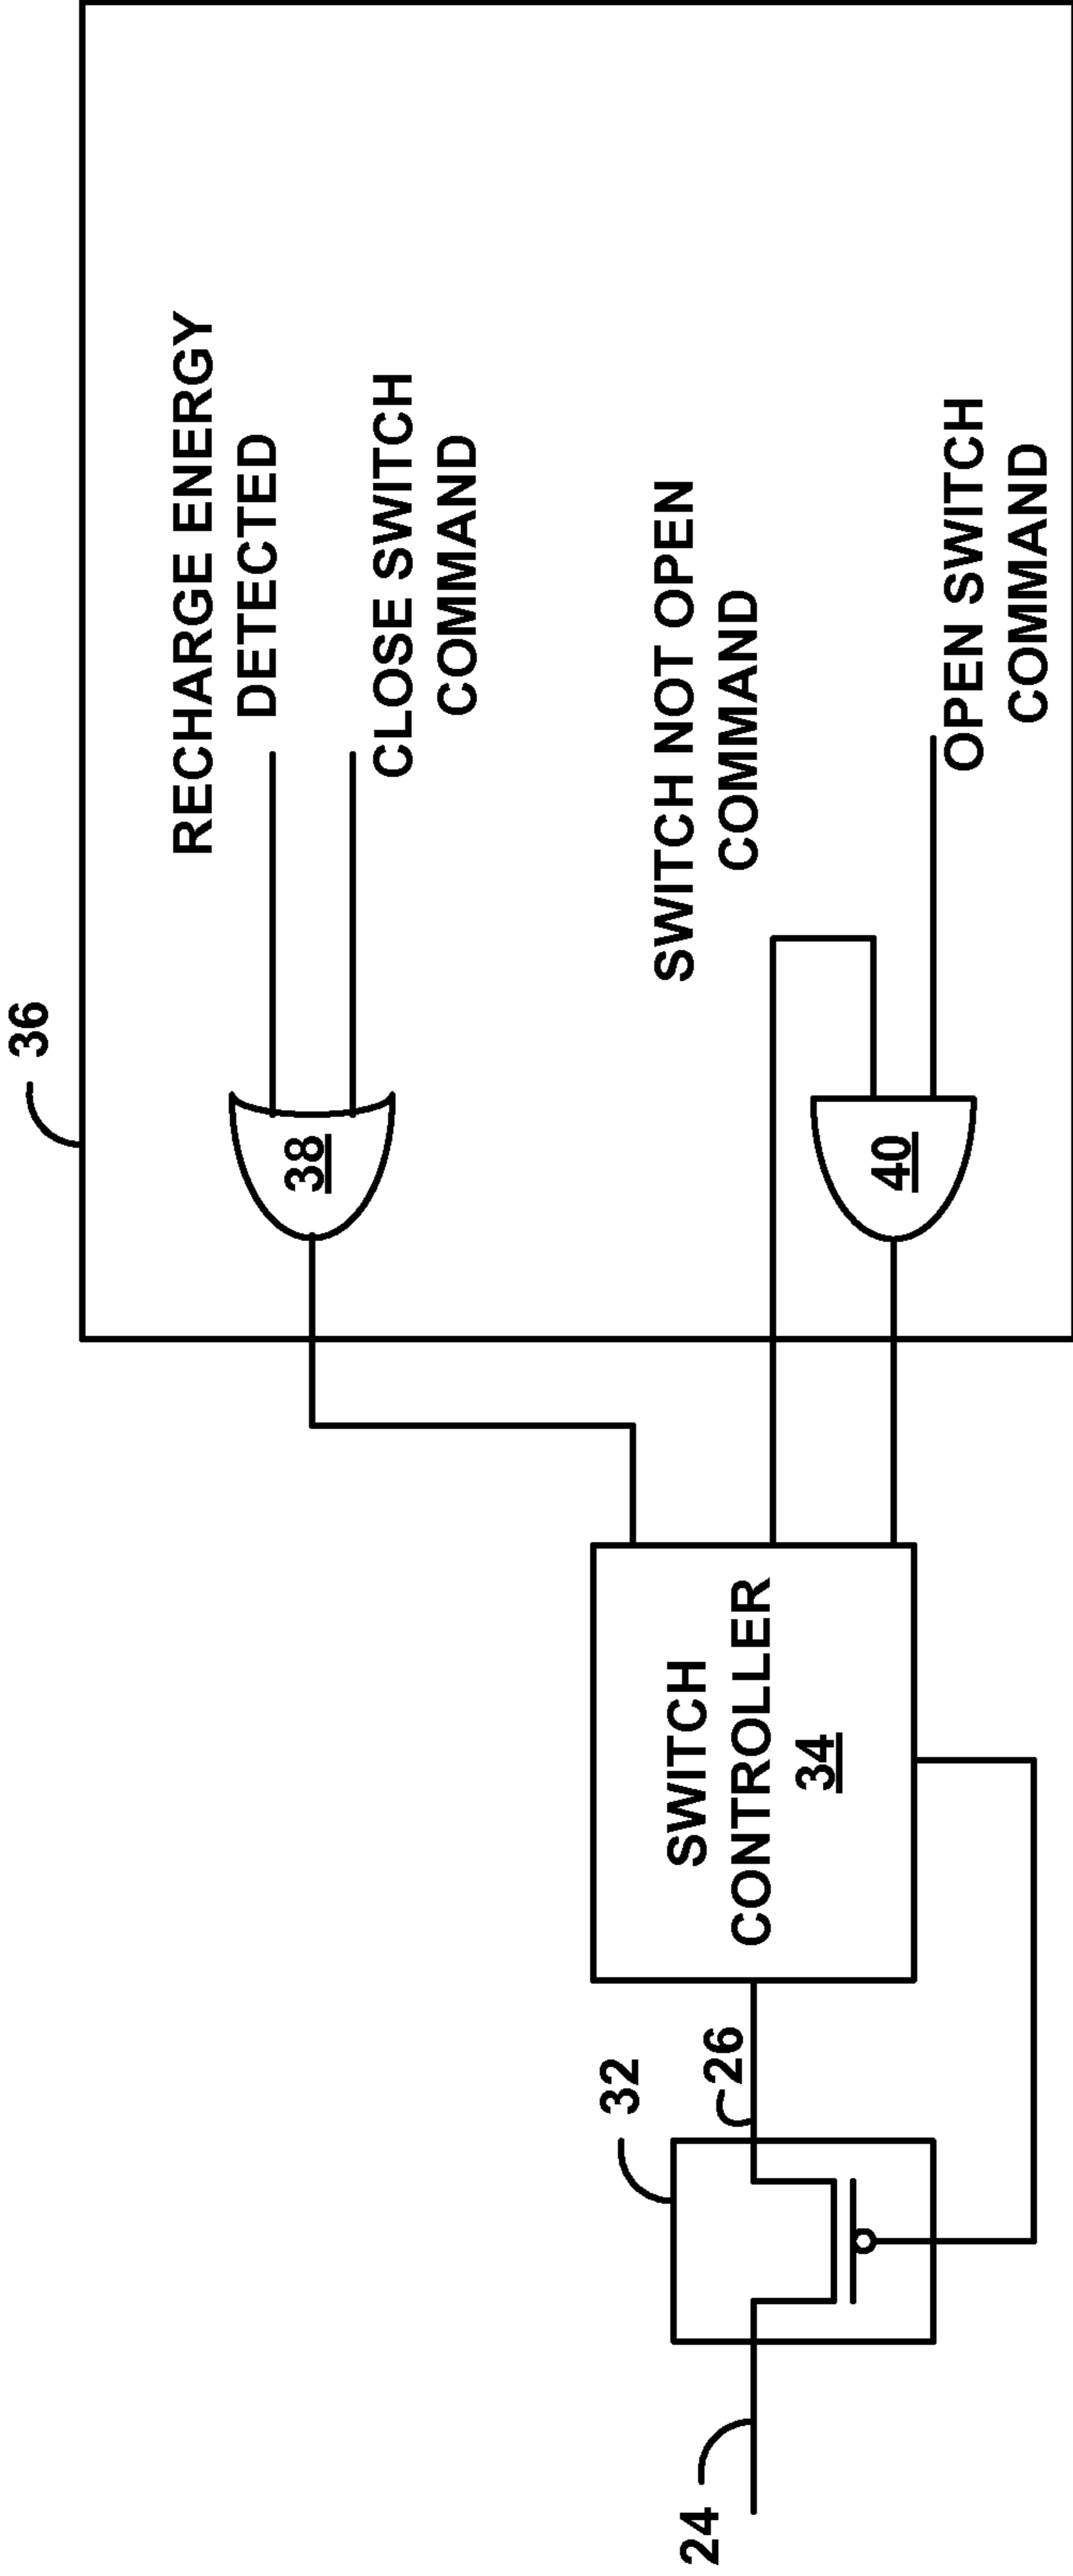 36
RECHARGE ENERGY
DETECTED
38
CLOSE SWITCH
COMMAND
SWITCH NOT OPEN
COMMAND
40
OPEN SWITCH
COMMAND
SWITCH
CONTROLLER
34
32
26
24